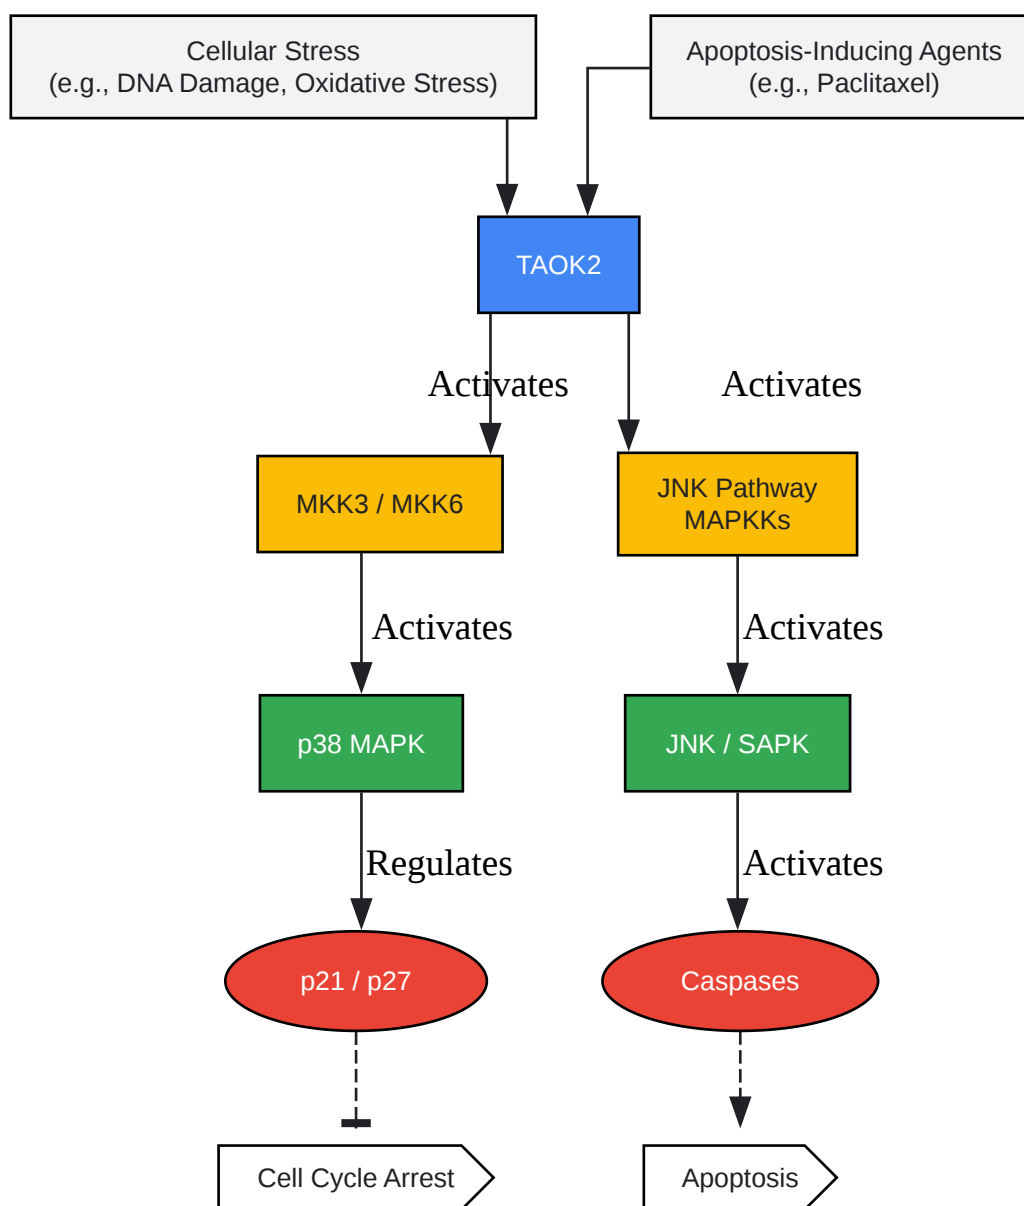 Cellular Stress
(e.g., DNA Damage, Oxidative Stress)
Apoptosis-Inducing Agents
(e.g., Paclitaxel)
TAOK2
Activates
Activates
MKK3 / MKK6
JNK Pathway
MAPKKs
Activates
Activates
p38 MAPK
JNK / SAPK
Regulates
Activates
p21 / p27
Caspases
Cell Cycle Arrest
Apoptosis